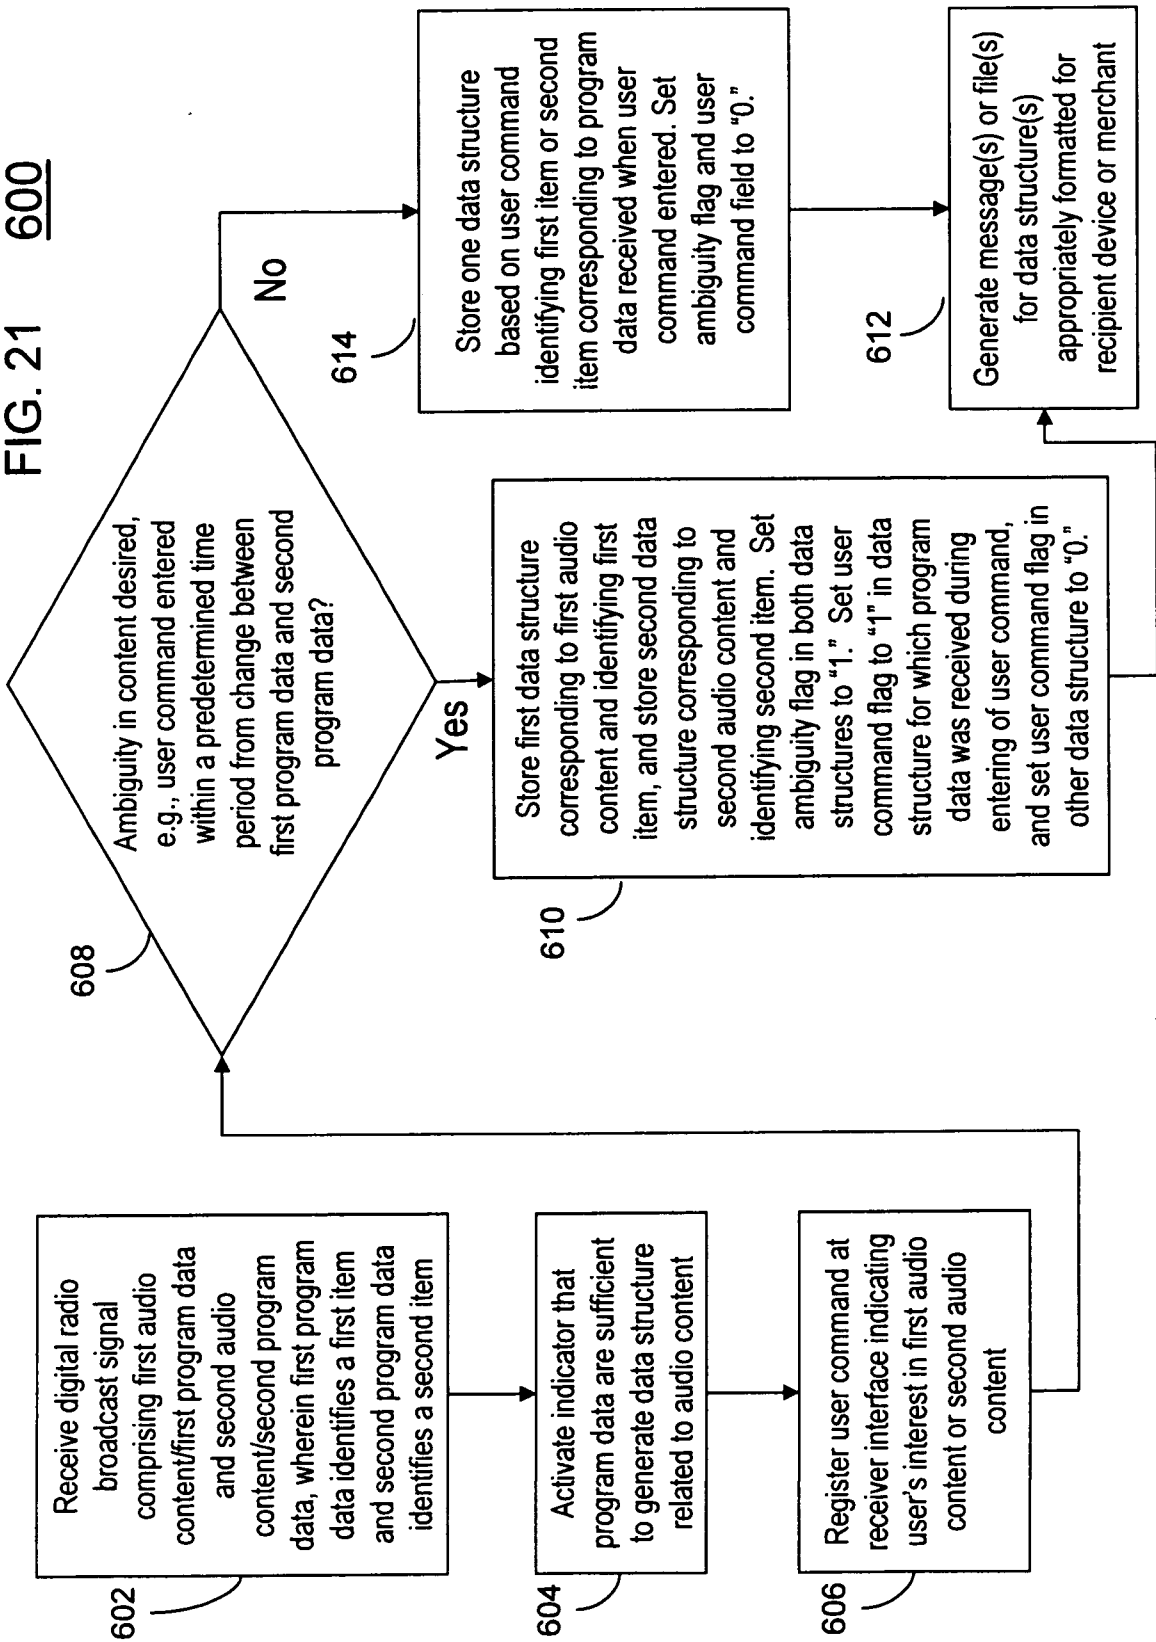 FIG. 21 600
602
Receive digital radio
broadcast signal
comprising first audio
content/first program data
and second audio
content/second program
data, wherein first program
data identifies a first item
and second program data
identifies a second item
604
Activate indicator that
program data are sufficient
to generate data structure
related to audio content
606
Register user command at
receiver interface indicating
user's interest in first audio
content or second audio
content
608
Ambiguity in content desired,
e.g., user command entered
within a predetermined time
period from change between
first program data and second
program data?
Yes
No
610
Store first data structure
corresponding to first audio
content and identifying first
item, and store second data
structure corresponding to
second audio content and
identifying second item. Set
ambiguity flag in both data
structures to “1.” Set user
command flag to “1” in data
structure for which program
data was received during
entering of user command,
and set user command flag in
other data structure to “0.”
614
Store one data structure
based on user command
identifying first item or second
item corresponding to program
data received when user
command entered. Set
ambiguity flag and user
command field to “0.”
612
Generate message(s) or file(s)
for data structure(s)
appropriately formatted for
recipient device or merchant